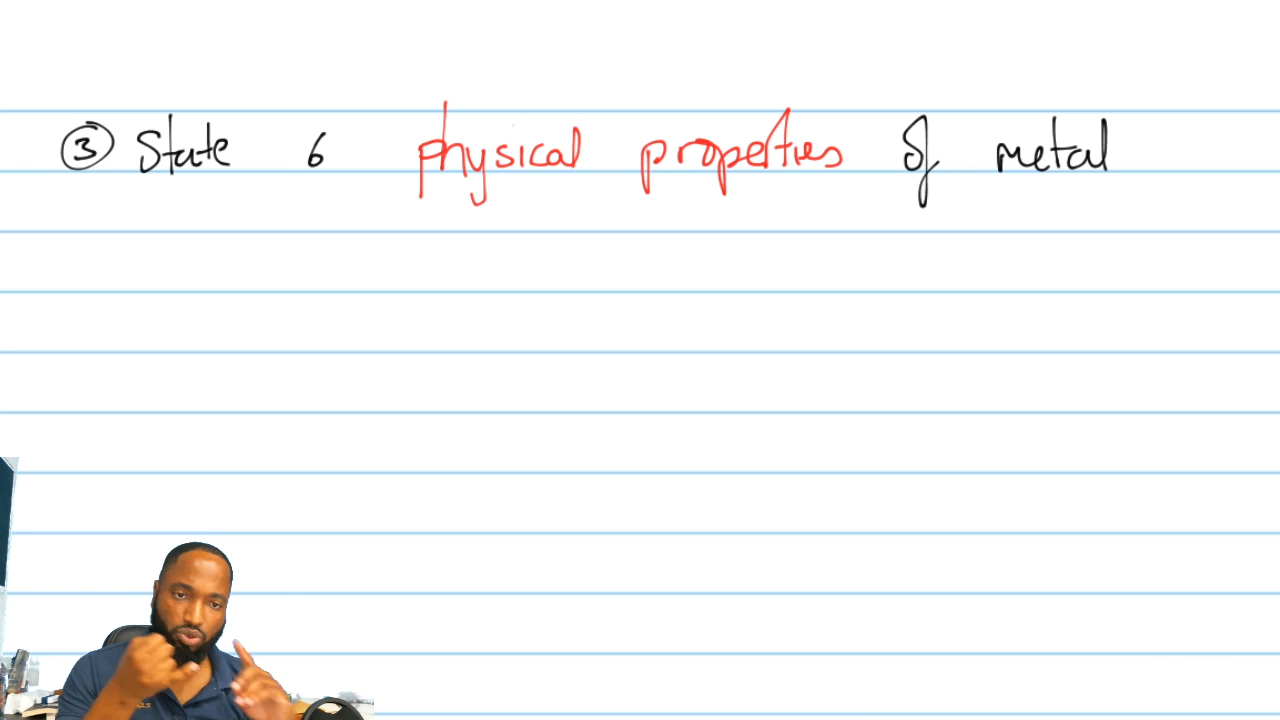 ③ State 6 physical properties of metal